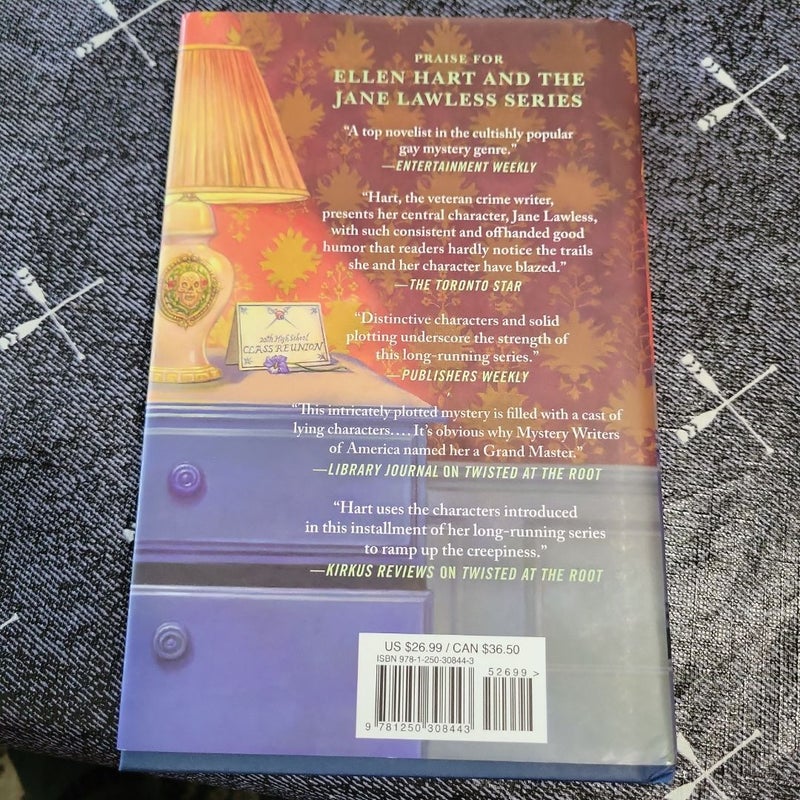 PRAISE FOR
ELLEN HART AND THE
JANE LAWLESS SERIES
“A top novelist in the cultishly popular
gay mystery genre.”
—ENTERTAINMENT WEEKLY
“Hart, the veteran crime writer,
presents her central character, Jane Lawless,
with such consistent and offhanded good
humor that readers hardly notice the trails
she and her character have blazed.”
—THE TORONTO STAR
20th High School
CLASS REUNION
“Distinctive characters and solid
plotting underscore the strength of
this long-running series.”
—PUBLISHERS WEEKLY
“This intricately plotted mystery is filled with a cast of
lying characters.... It’s obvious why Mystery Writers
of America named her a Grand Master.”
—LIBRARY JOURNAL ON TWISTED AT THE ROOT
“Hart uses the characters introduced
in this installment of her long-running series
to ramp up the creepiness.”
—KIRKUS REVIEWS ON TWISTED AT THE ROOT
US $26.99 / CAN $36.50
ISBN 978-1-250-30844-3
52699 >
9 781250 308443